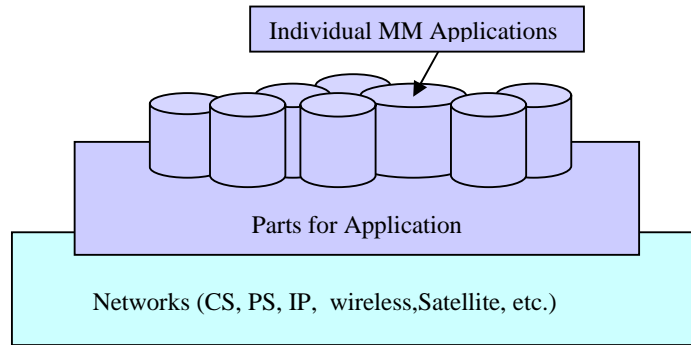 Individual MM Applications
Parts for Application
Networks (CS, PS, IP,  wireless,Satellite, etc.)